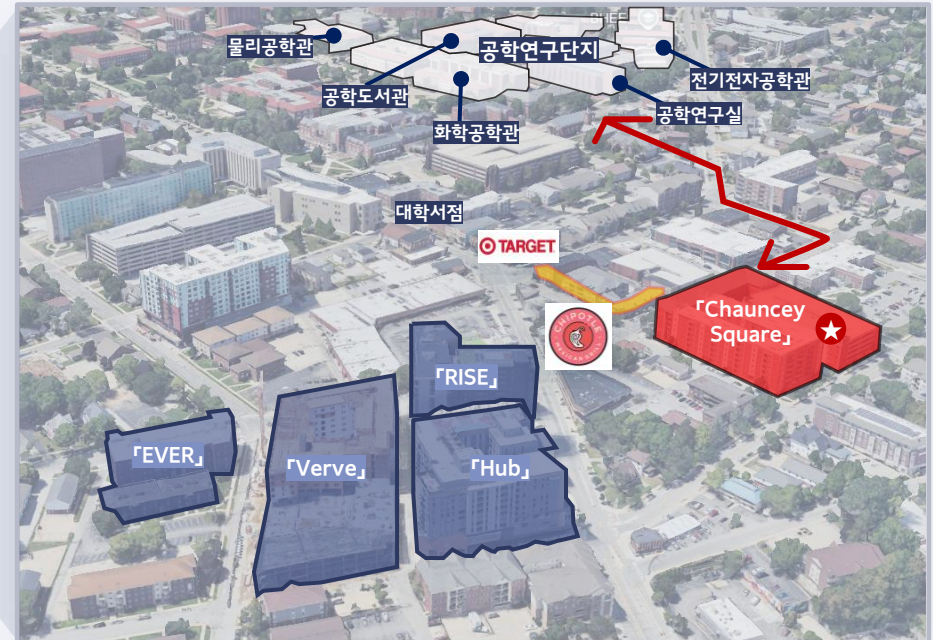 물리공학관
공학연구단지
전기전자공학관
공학도서관
공학연구실
화학공학관
대학서점
TARGET
CHIPOTLE
MEXICAN GRILL
「Chauncey
Square」
「RISE」
「EVER」
「Verve」
「Hub」